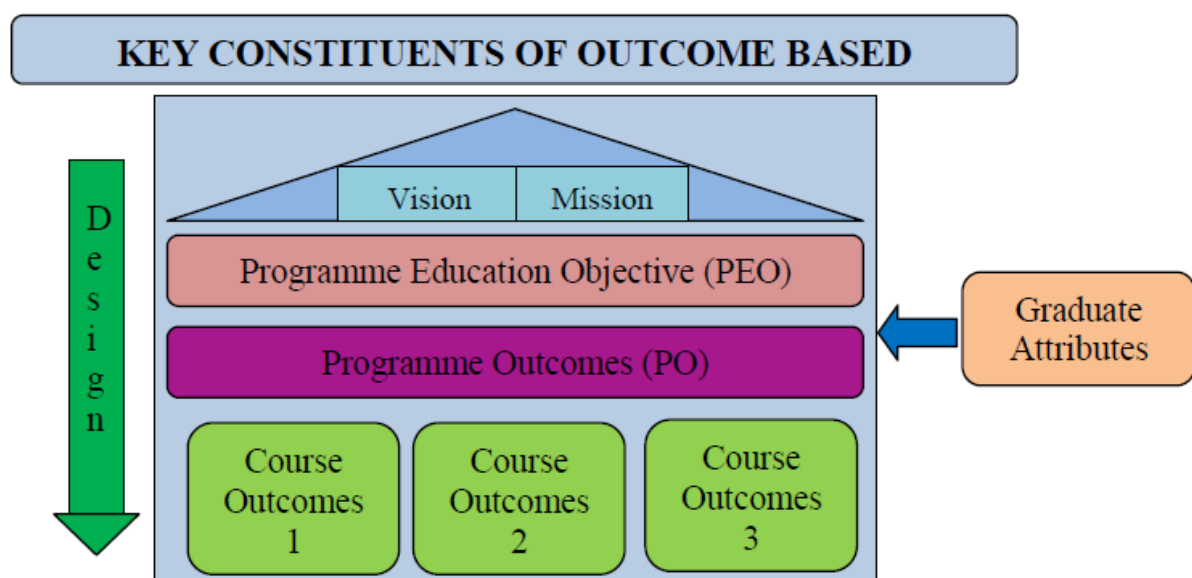 KEY CONSTITUENTS OF OUTCOME BASED
Design
Vision
Mission
Programme Education Objective (PEO)
Programme Outcomes (PO)
Graduate
Attributes
Course
Outcomes
1
Course
Outcomes
2
Course
Outcomes
3